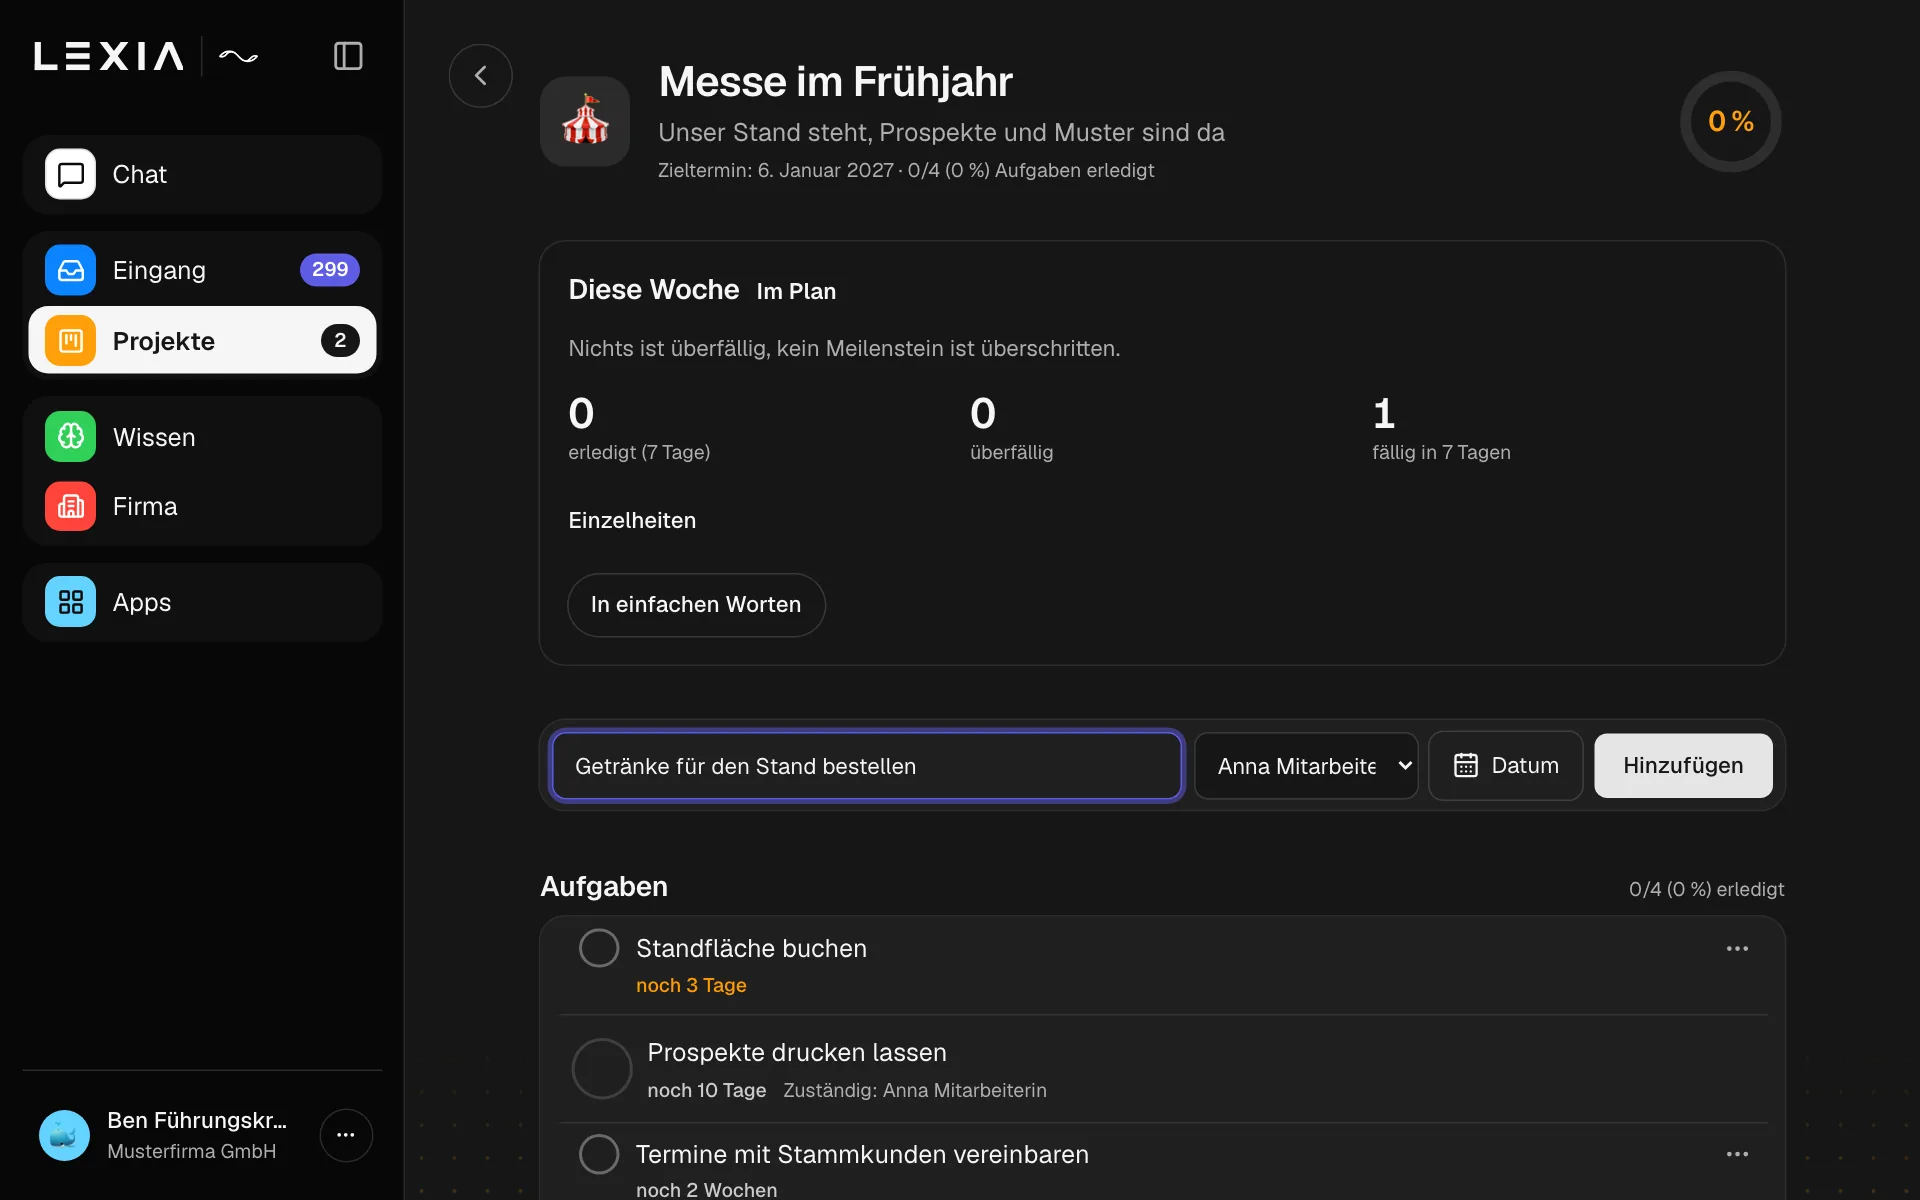 LEXIA
Chat
Eingang 299
Projekte 2
Wissen
Firma
Apps
Ben Führungskr...
Musterfirma GmbH
Messe im Frühjahr
Unser Stand steht, Prospekte und Muster sind da
Zieltermin: 6. Januar 2027 · 0/4 (0 %) Aufgaben erledigt
0 %
Diese Woche Im Plan
Nichts ist überfällig, kein Meilenstein ist überschritten.
0 0 1
erledigt (7 Tage) überfällig fällig in 7 Tagen
Einzelheiten
In einfachen Worten
Getränke für den Stand bestellen Anna Mitarbeite Datum Hinzufügen
Aufgaben 0/4 (0 %) erledigt
Standfläche buchen
noch 3 Tage
Prospekte drucken lassen
noch 10 Tage Zuständig: Anna Mitarbeiterin
Termine mit Stammkunden vereinbaren
noch 2 Wochen